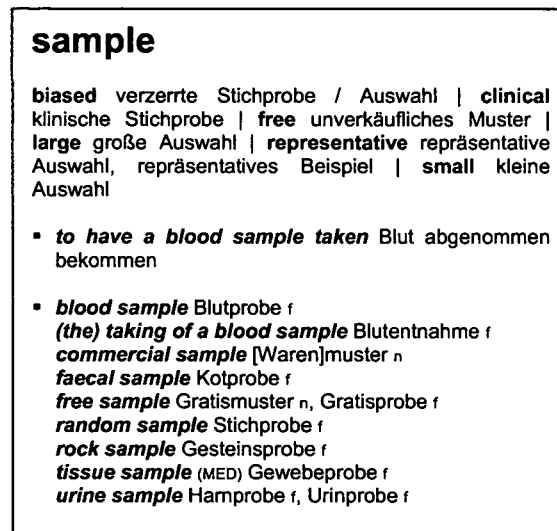 sample
biased verzerrte Stichprobe / Auswahl | clinical
klinische Stichprobe | free unverkäufliches Muster |
large große Auswahl | representative repräsentative
Auswahl, repräsentatives Beispiel | small kleine
Auswahl
▪ to have a blood sample taken Blut abgenommen
bekommen
▪ blood sample Blutprobe f
(the) taking of a blood sample Blutentnahme f
commercial sample [Waren]muster n
faecal sample Kotprobe f
free sample Gratismuster n, Gratisprobe f
random sample Stichprobe f
rock sample Gesteinsprobe f
tissue sample (MED) Gewebeprobe f
urine sample Harnprobe f, Urinprobe f